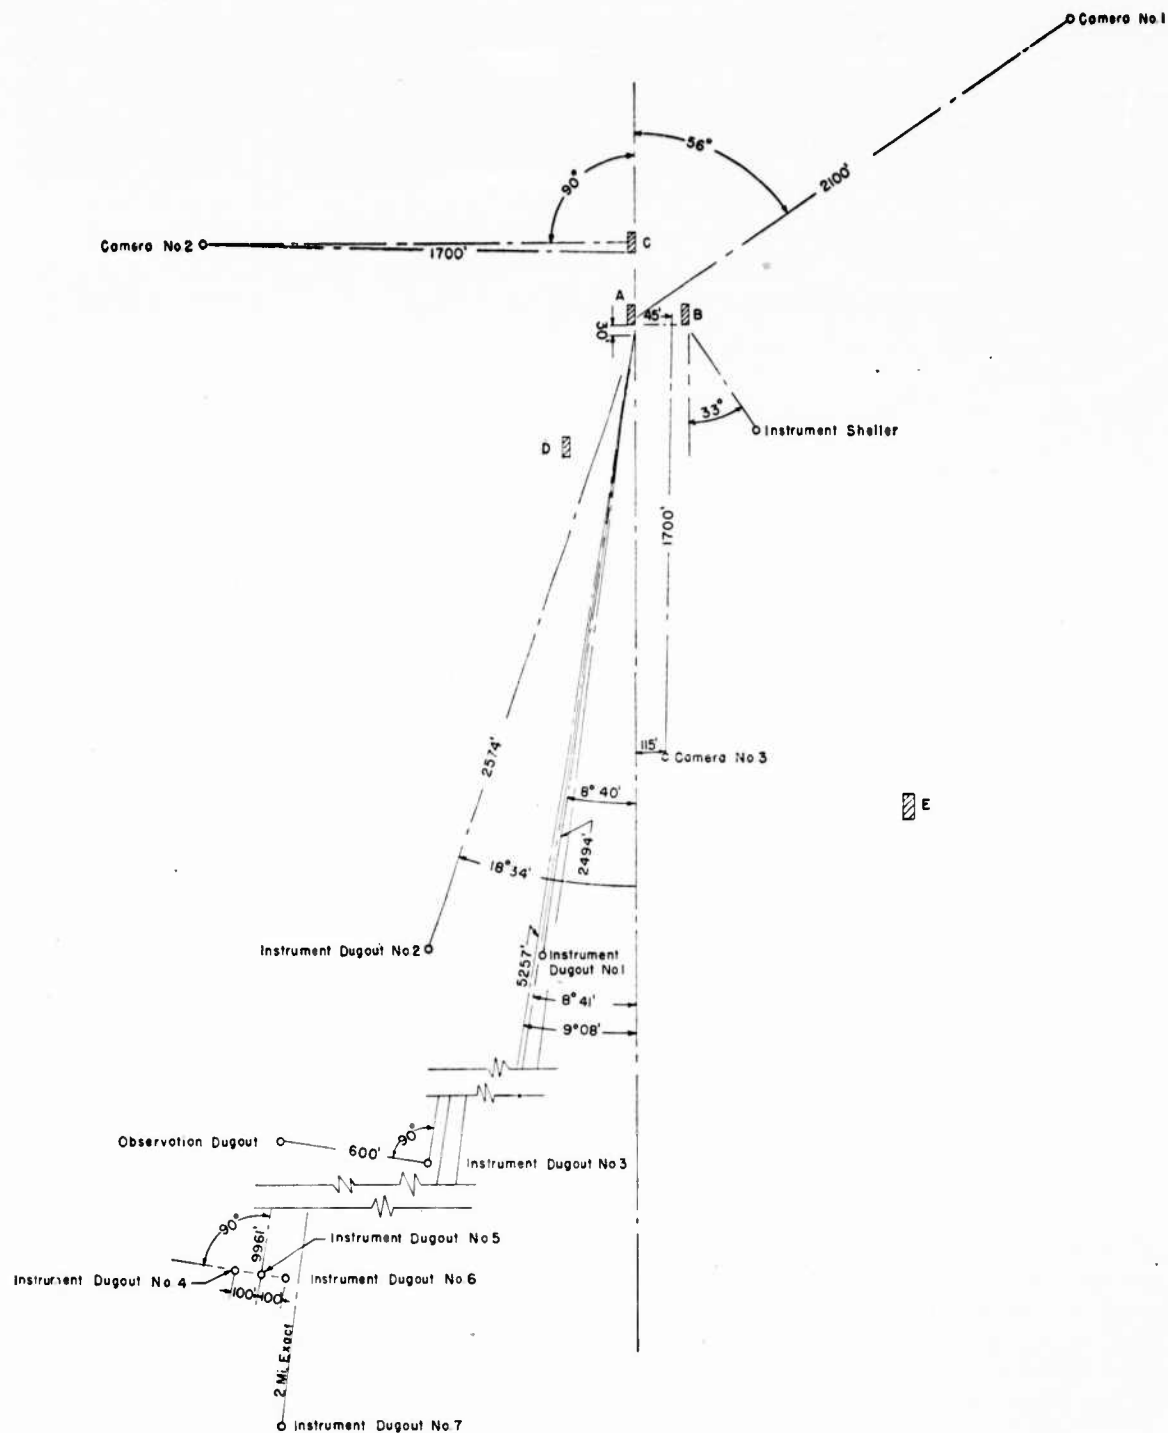 Camera No.1
56°
90°
2100'
C
Camera No.2
1700'
A
45'
B
30'
33°
Instrument Shelter
D
1700'
2574'
115'
Camera No.3
8° 40'
E
2494'
18° 34'
Instrument Dugout No.2
5257'
Instrument
Dugout No.1
8° 41'
9° 08'
90°
Observation Dugout
600'
Instrument Dugout No.3
90°
9961'
Instrument Dugout No.5
Instrument Dugout No.4
Instrument Dugout No.6
100'
100'
2 Mi. Exact
Instrument Dugout No.7